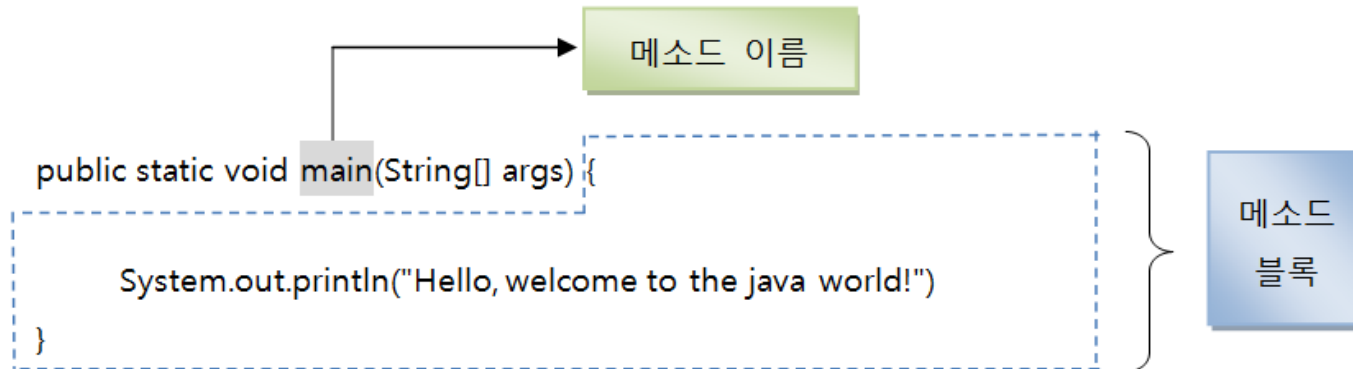 메소드 이름
public static void main(String[] args) {
System.out.println("Hello, welcome to the java world!")
}
메소드
블록